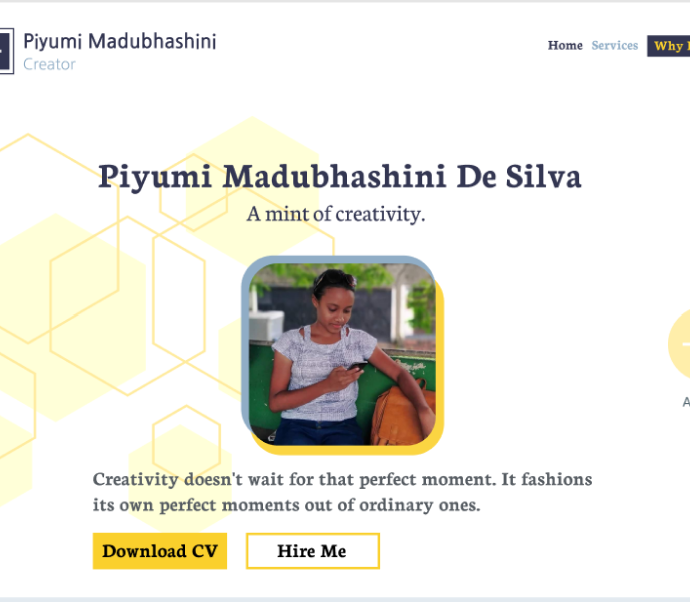 Piyumi Madubhashini
Creator
Home Services Why
Piyumi Madubhashini De Silva
A mint of creativity.
Creativity doesn't wait for that perfect moment. It fashions
its own perfect moments out of ordinary ones.
Download CV Hire Me